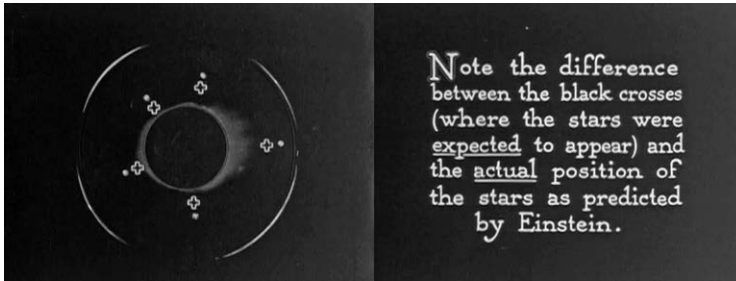 Note the difference
between the black crosses
(where the stars were
expected to appear) and
the actual position of
the stars as predicted
by Einstein.